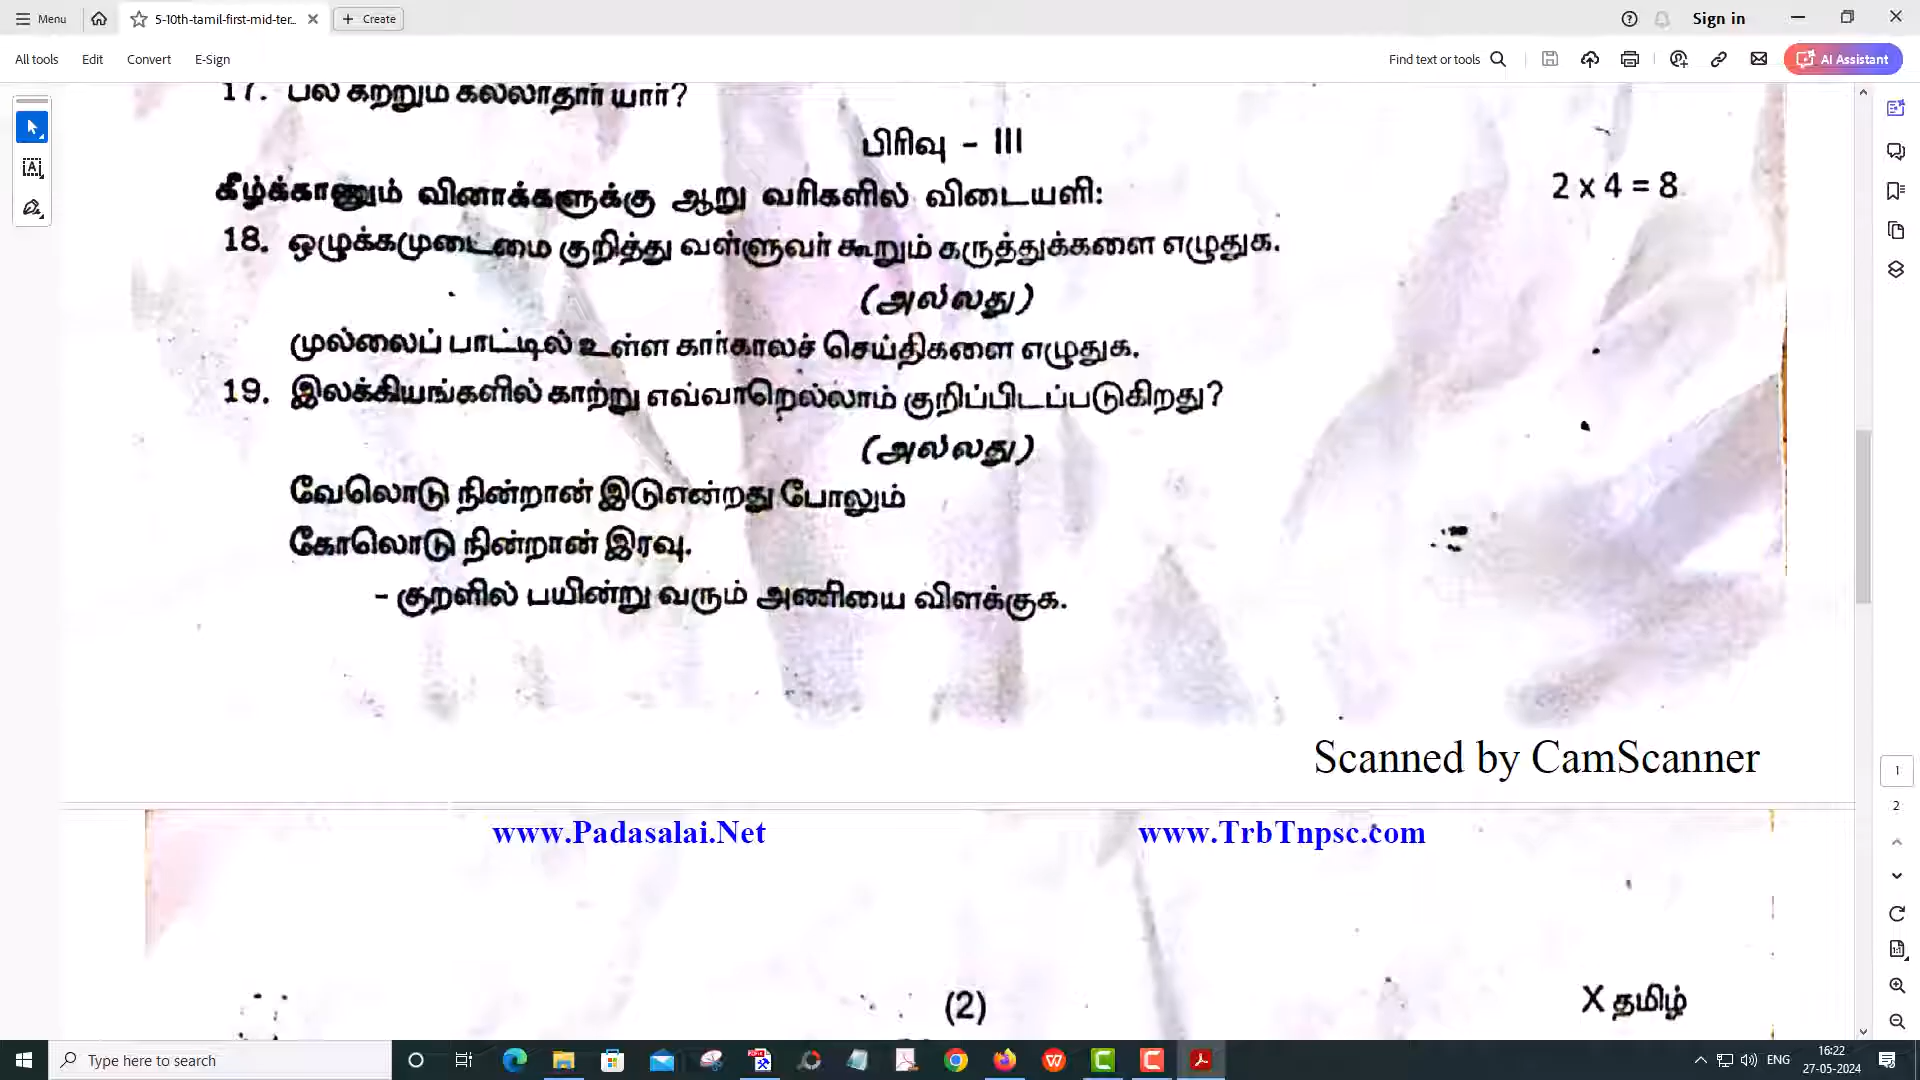 Menu
5-10th-tamil-first-mid-ter...
Create
Sign in
All tools
Edit
Convert
E-Sign
Find text or tools
AI Assistant
17. பல கற்றும் கல்லாதார் யார்?
பிரிவு - III
கீழ்க்காணும் வினாக்களுக்கு ஆறு வரிகளில் விடையளி: 2 x 4 = 8
18. ஒழுக்கமுடைமை குறித்து வள்ளுவர் கூறும் கருத்துக்களை எழுதுக.
(அல்லது)
முல்லைப் பாட்டில் உள்ள கார்காலச் செய்திகளை எழுதுக.
19. இலக்கியங்களில் காற்று எவ்வாறெல்லாம் குறிப்பிடப்படுகிறது?
(அல்லது)
வேலொடு நின்றான் இடுஎன்றது போலும்
கோலொடு நின்றான் இரவு.
- குறளில் பயின்று வரும் அணியை விளக்குக.
Scanned by CamScanner
1
2
www.Padasalai.Net www.TrbTnpsc.com
(2) X தமிழ்
Type here to search
ENG
16:22
27-05-2024